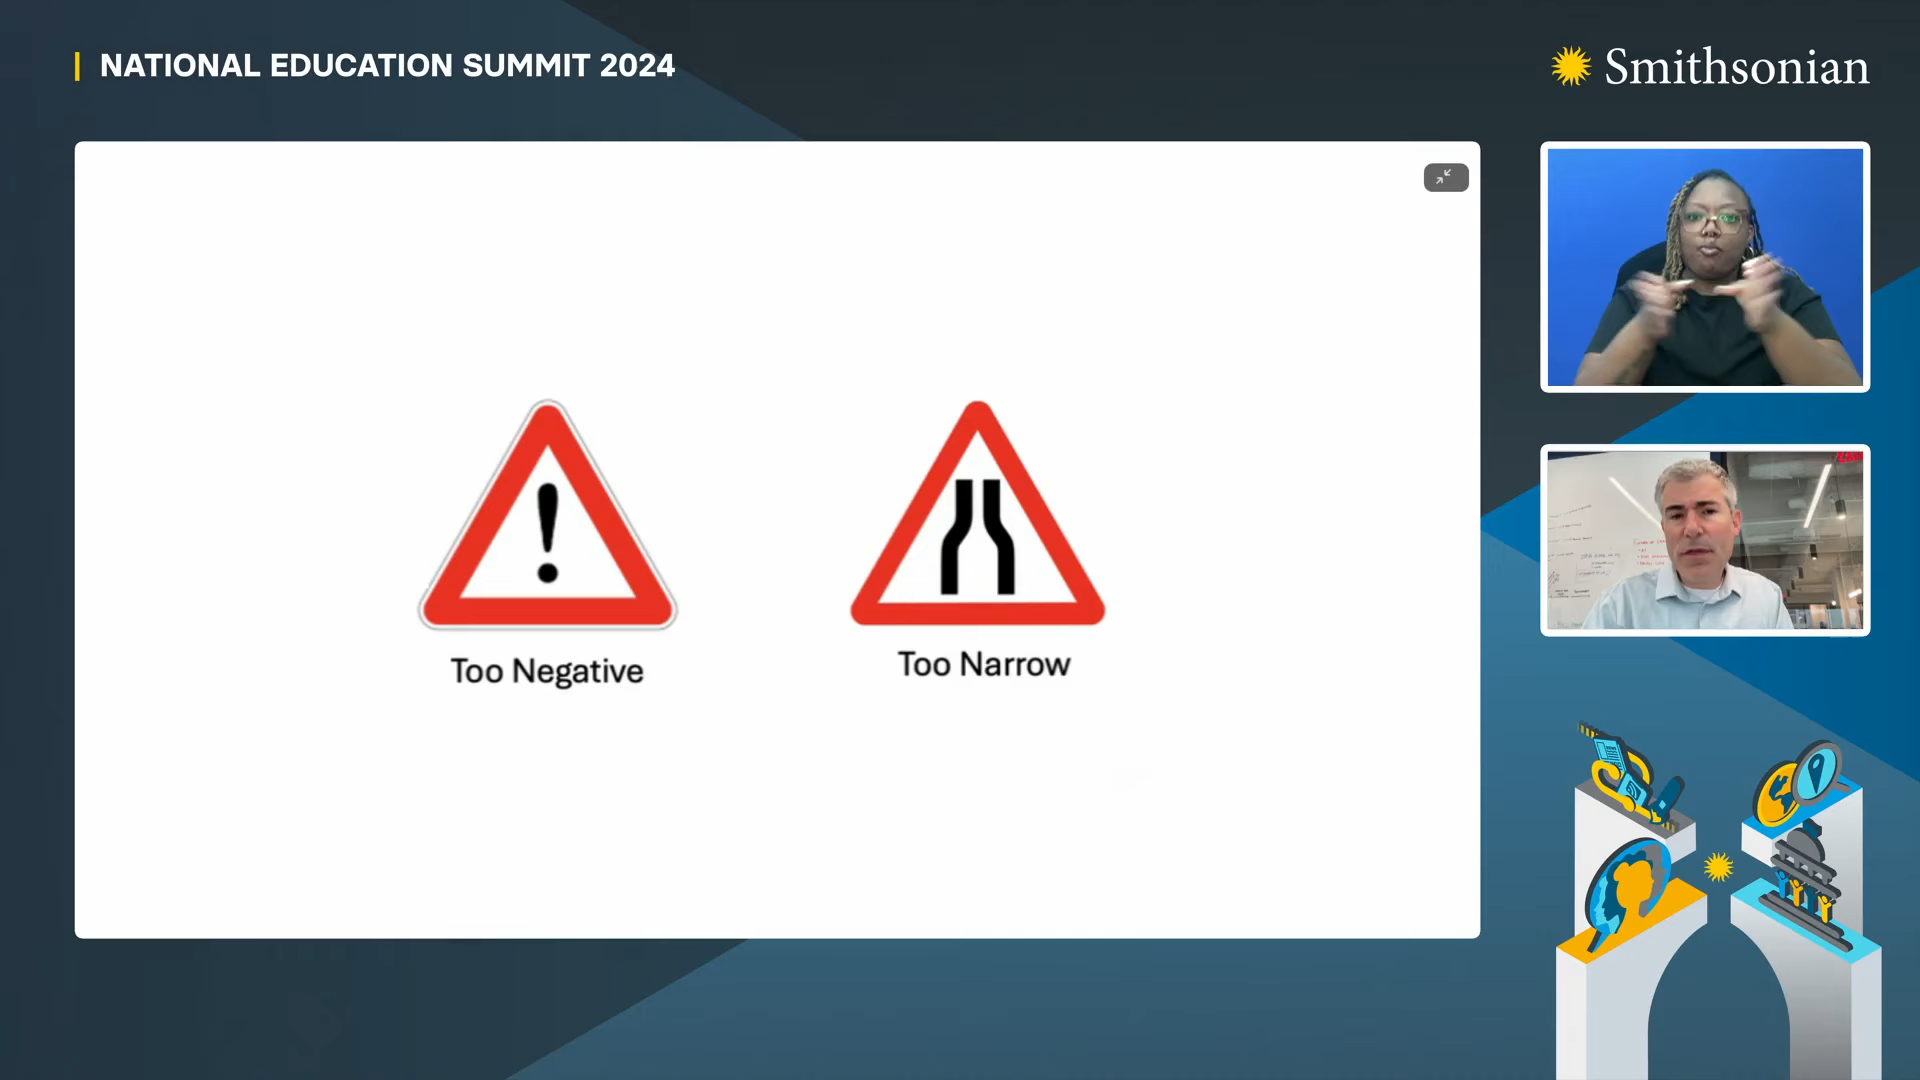 NATIONAL EDUCATION SUMMIT 2024
Smithsonian
Too Negative
Too Narrow